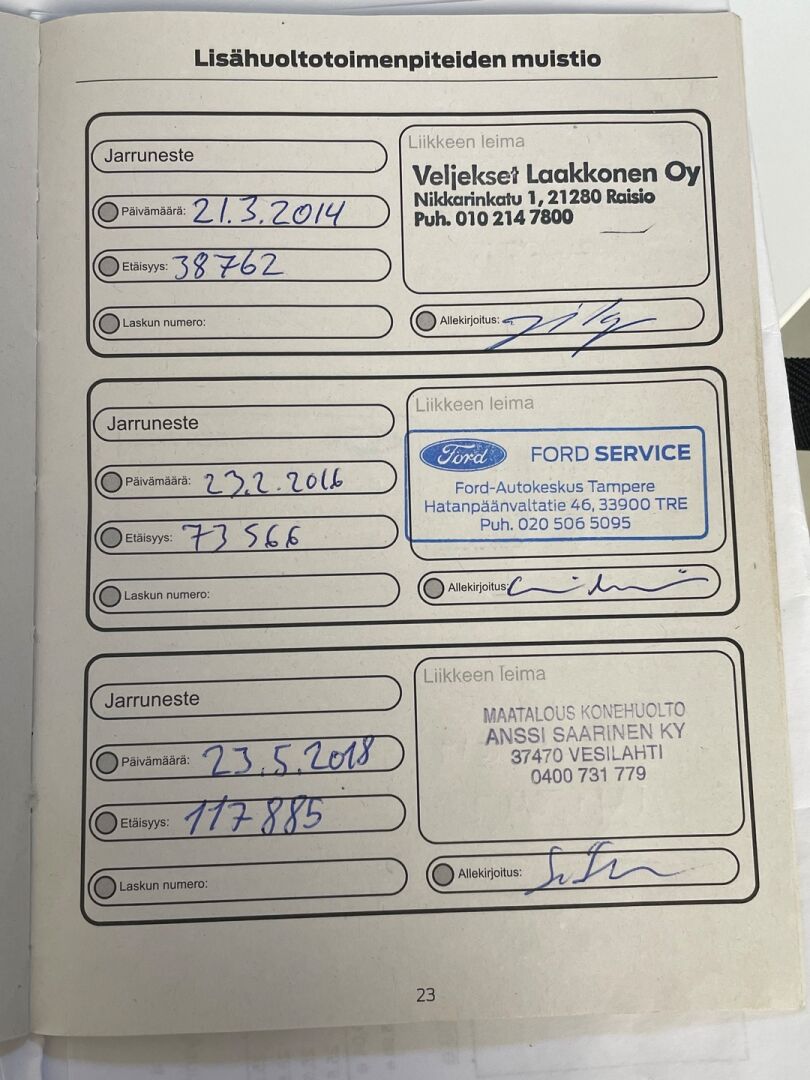 Lisähuoltotoimenpiteiden muistio
Jarruneste
Päivämäärä: 21.3.2014
Etäisyys: 38762
Laskun numero:
Liikkeen leima
Veljekset Laakkonen Oy
Nikkarinkatu 1, 21280 Raisio
Puh. 010 214 7800
Allekirjoitus:
Jarruneste
Päivämäärä: 23.2.2016
Etäisyys: 73 566
Laskun numero:
Liikkeen leima
Ford FORD SERVICE
Ford-Autokeskus Tampere
Hatanpäänvaltatie 46, 33900 TRE
Puh. 020 506 5095
Allekirjoitus:
Jarruneste
Päivämäärä: 23.5.2018
Etäisyys: 117 885
Laskun numero:
Liikkeen leima
MAATALOUS KONEHUOLTO
ANSSI SAARINEN KY
37470 VESILAHTI
0400 731 779
Allekirjoitus:
23